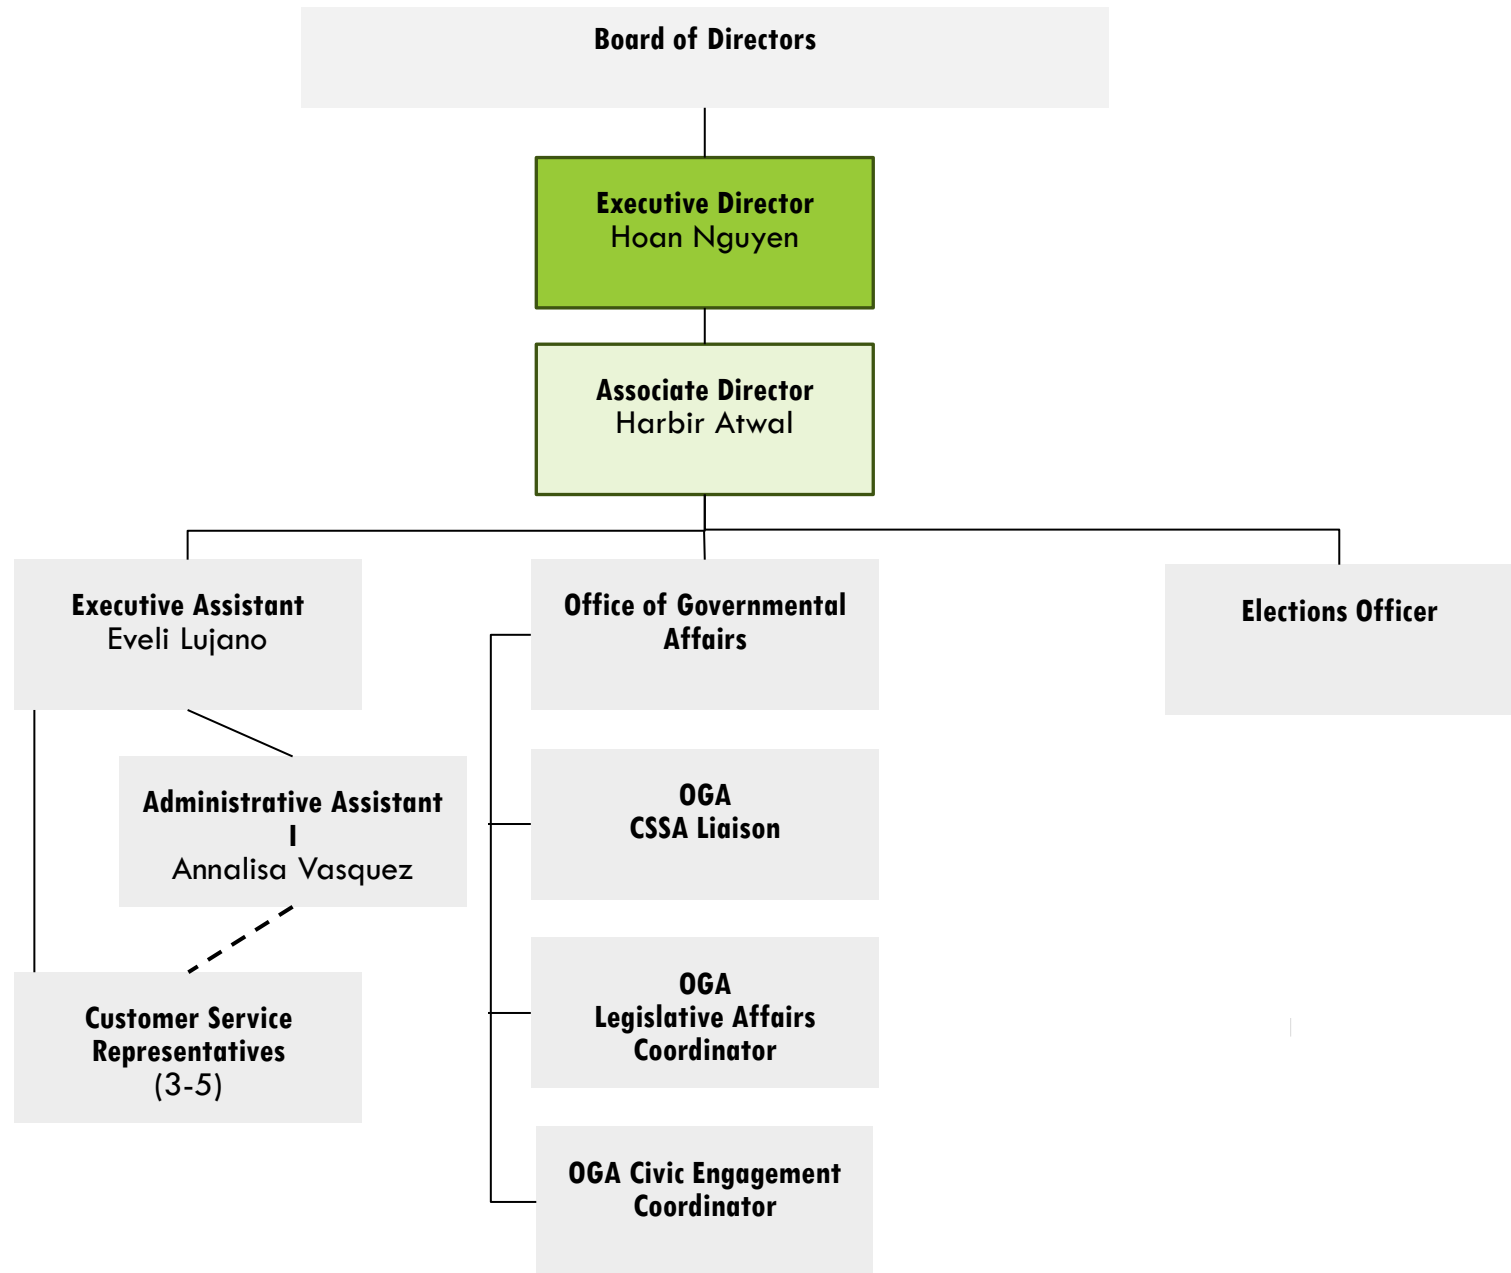 Board of Directors
Executive Director
Hoan Nguyen
Associate Director
Harbir Atwal
Executive Assistant
Eveli Lujano
Office of Governmental
Affairs
Elections Officer
Administrative Assistant
I
Annalisa Vasquez
OGA
CSSA Liaison
Customer Service
Representatives
(3-5)
OGA
Legislative Affairs
Coordinator
OGA Civic Engagement
Coordinator